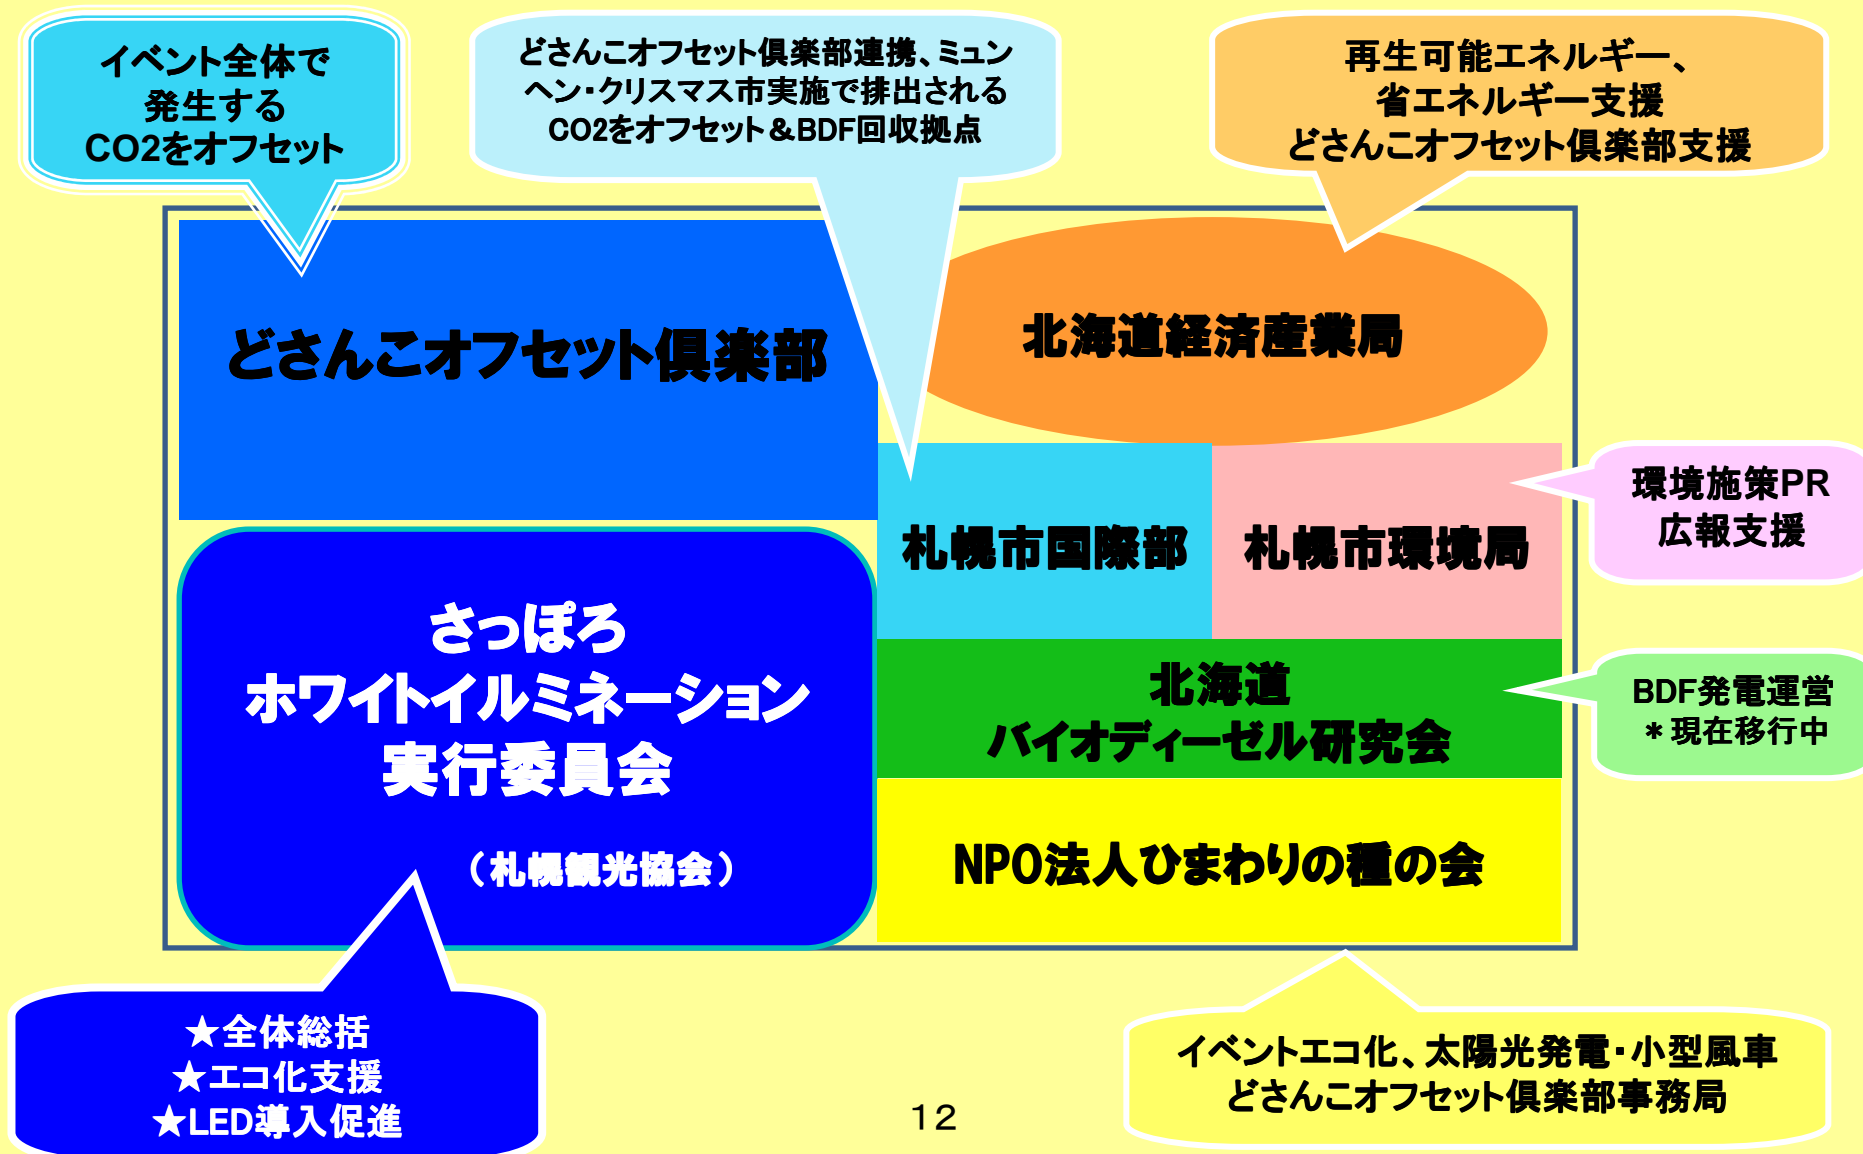 イベント全体で
発生する
CO2をオフセット
どさんこオフセット倶楽部連携、ミュン
ヘン・クリスマス市実施で排出される
CO2をオフセット＆BDF回収拠点
再生可能エネルギー、
省エネルギー支援
どさんこオフセット倶楽部支援
どさんこオフセット倶楽部
北海道経済産業局
札幌市国際部
札幌市環境局
環境施策PR
広報支援
さっぽろ
ホワイトイルミネーション
実行委員会
（札幌観光協会）
北海道
バイオディーゼル研究会
BDF発電運営
＊現在移行中
NPO法人ひまわりの種の会
★全体総括
★エコ化支援
★LED導入促進
イベントエコ化、太陽光発電・小型風車
どさんこオフセット倶楽部事務局
12